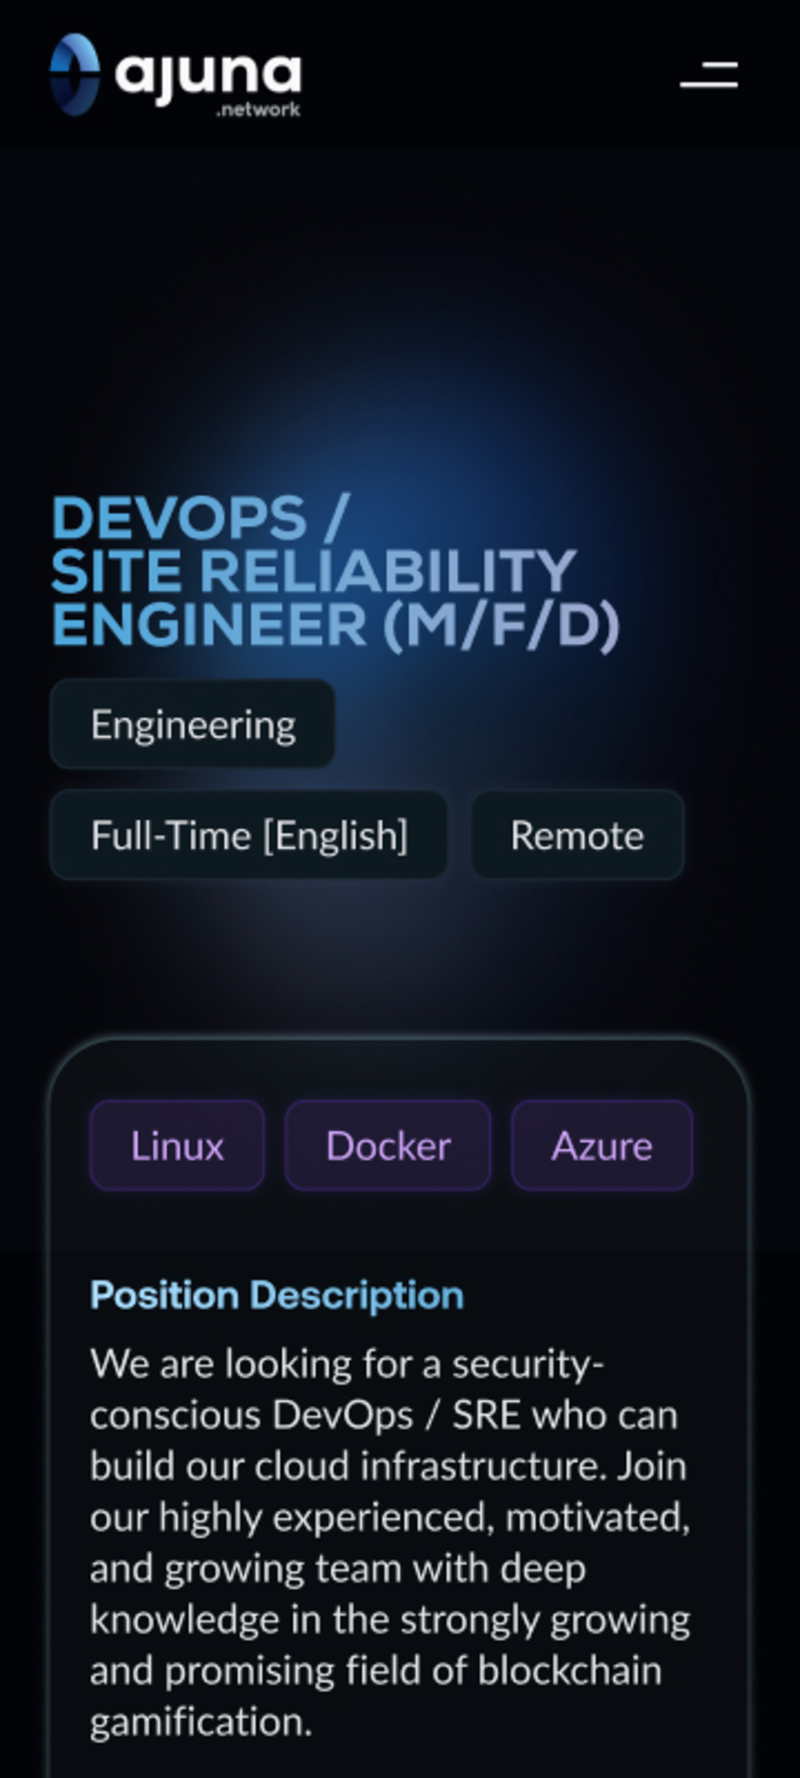 ajuna
.network
DEVOPS /
SITE RELIABILITY
ENGINEER (M/F/D)
Engineering
Full-Time [English] Remote
Linux Docker Azure
Position Description
We are looking for a security-
conscious DevOps / SRE who can
build our cloud infrastructure. Join
our highly experienced, motivated,
and growing team with deep
knowledge in the strongly growing
and promising field of blockchain
gamification.